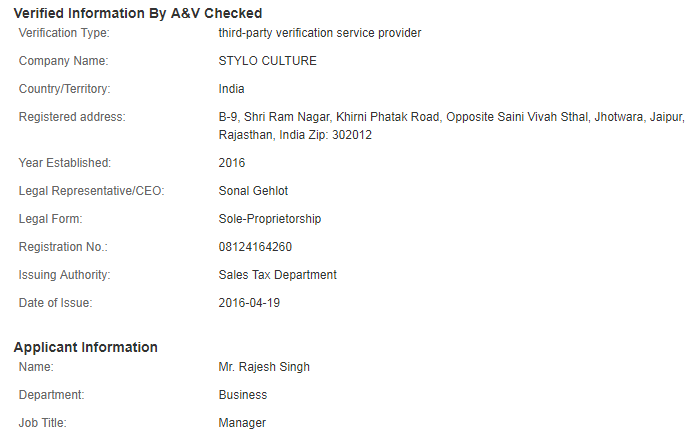 Verified Information By A&V Checked
Verification Type: third-party verification service provider
Company Name: STYLO CULTURE
Country/Territory: India
Registered address: B-9, Shri Ram Nagar, Khirni Phatak Road, Opposite Saini Vivah Sthal, Jhotwara, Jaipur,
Rajasthan, India Zip: 302012
Year Established: 2016
Legal Representative/CEO: Sonal Gehlot
Legal Form: Sole-Proprietorship
Registration No.: 08124164260
Issuing Authority: Sales Tax Department
Date of Issue: 2016-04-19
Applicant Information
Name: Mr. Rajesh Singh
Department: Business
Job Title: Manager